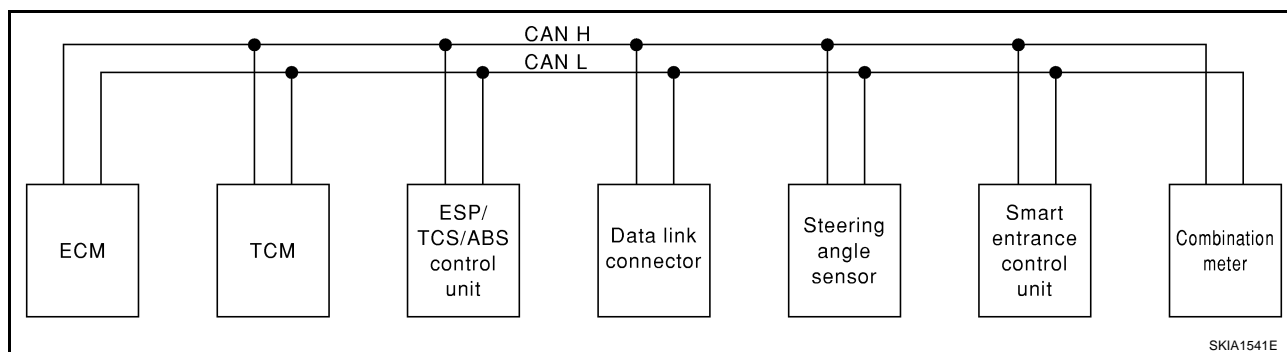 CAN H
CAN L
ECM
TCM
ESP/
TCS/ABS
control
unit
Data link
connector
Steering
angle
sensor
Smart
entrance
control
unit
Combination
meter
SKIA1541E